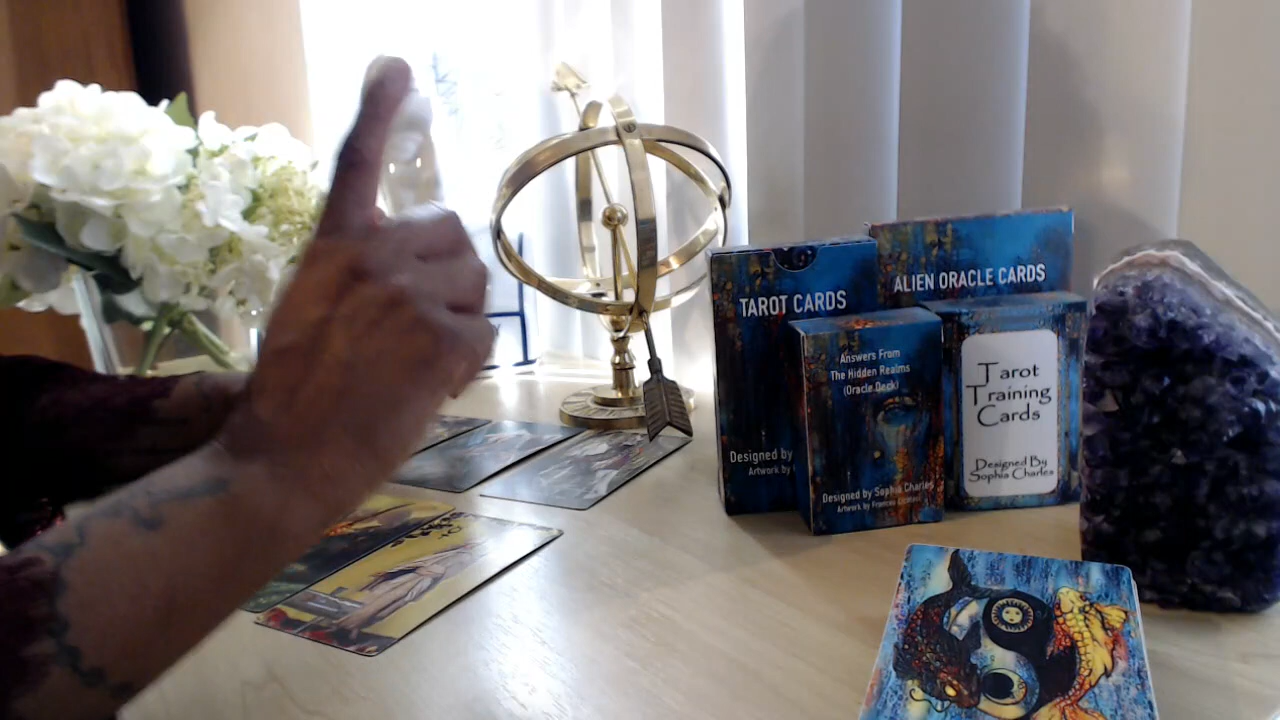 TAROT CARDS
Designed by
Artwork by
ALIEN ORACLE CARDS
Answers From
The Hidden Realms
(Oracle Deck)
Designed by Sophia Charles
Artwork by Frances
Tarot
Training
Cards
Designed By
Sophia Charles